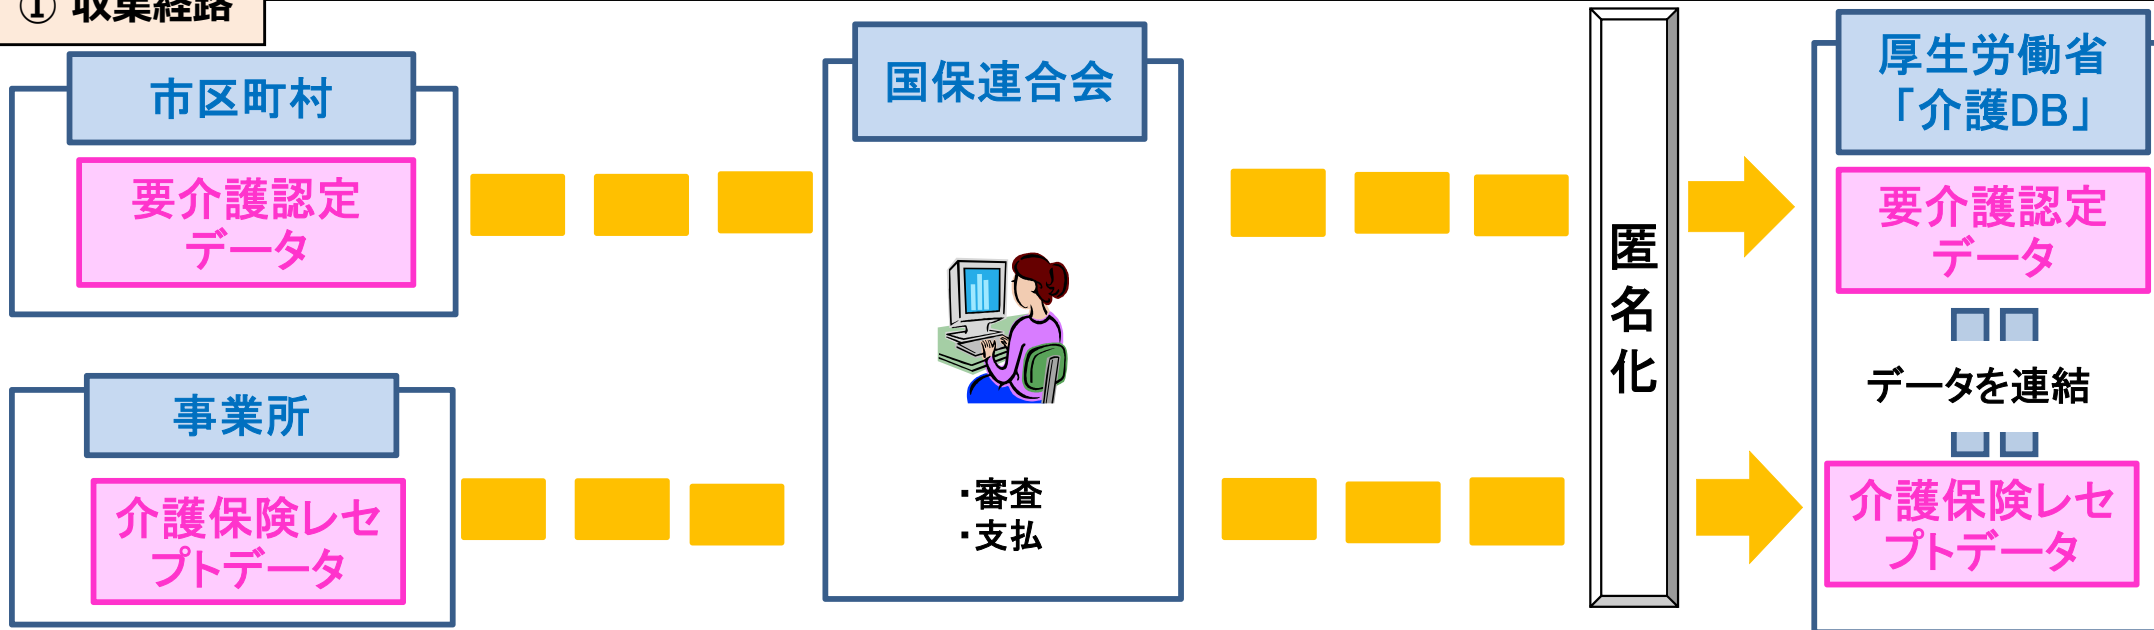 ① 収集経路
市区町村
要介護認定
データ
事業所
介護保険レセ
プトデータ
国保連合会
・審査
・支払
匿名化
厚生労働省
「介護DB」
要介護認定
データ
データを連結
介護保険レセ
プトデータ